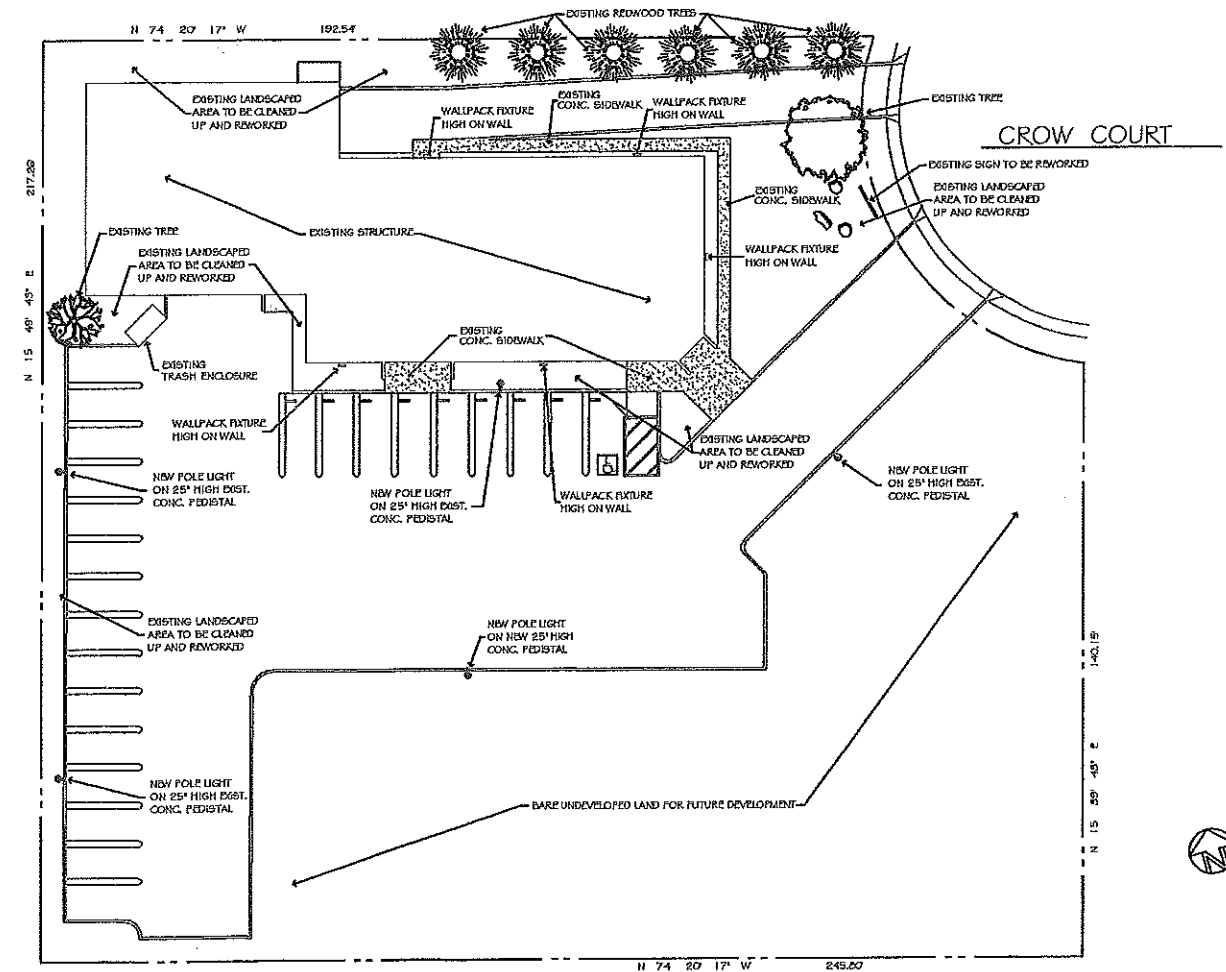 EXISTING REDWOOD TREES
N 74 20' 17" W 192.54'
EXISTING LANDSCAPED
AREA TO BE CLEANED
UP AND REWORKED
WALLPACK FIXTURE
HIGH ON WALL
EXISTING
CONC. SIDEWALK
WALLPACK FIXTURE
HIGH ON WALL
EXISTING TREE
CROW COURT
EXISTING SIGN TO BE REWORKED
EXISTING LANDSCAPED
AREA TO BE CLEANED
UP AND REWORKED
EXISTING
CONC. SIDEWALK
EXISTING TREE
EXISTING STRUCTURE
EXISTING LANDSCAPED
AREA TO BE CLEANED
UP AND REWORKED
WALLPACK FIXTURE
HIGH ON WALL
N 15 49' 43" E
EXISTING
CONC. SIDEWALK
EXISTING
TRASH ENCLOSURE
WALLPACK FIXTURE
HIGH ON WALL
EXISTING LANDSCAPED
AREA TO BE CLEANED
UP AND REWORKED
NEW POLE LIGHT
ON 25" HIGH EXIST.
CONC. PEDISTAL
NEW POLE LIGHT
ON 25" HIGH EXIST.
CONC. PEDISTAL
WALLPACK FIXTURE
HIGH ON WALL
NEW POLE LIGHT
ON 25" HIGH EXIST.
CONC. PEDISTAL
EXISTING LANDSCAPED
AREA TO BE CLEANED
UP AND REWORKED
NEW POLE LIGHT
ON NEW 25" HIGH
CONC. PEDISTAL
140.15'
NEW POLE LIGHT
ON 25" HIGH EXIST.
CONC. PEDISTAL
BARE UNDEVELOPED LAND FOR FUTURE DEVELOPMENT
N 15 E
N
N 74 20' 17" W